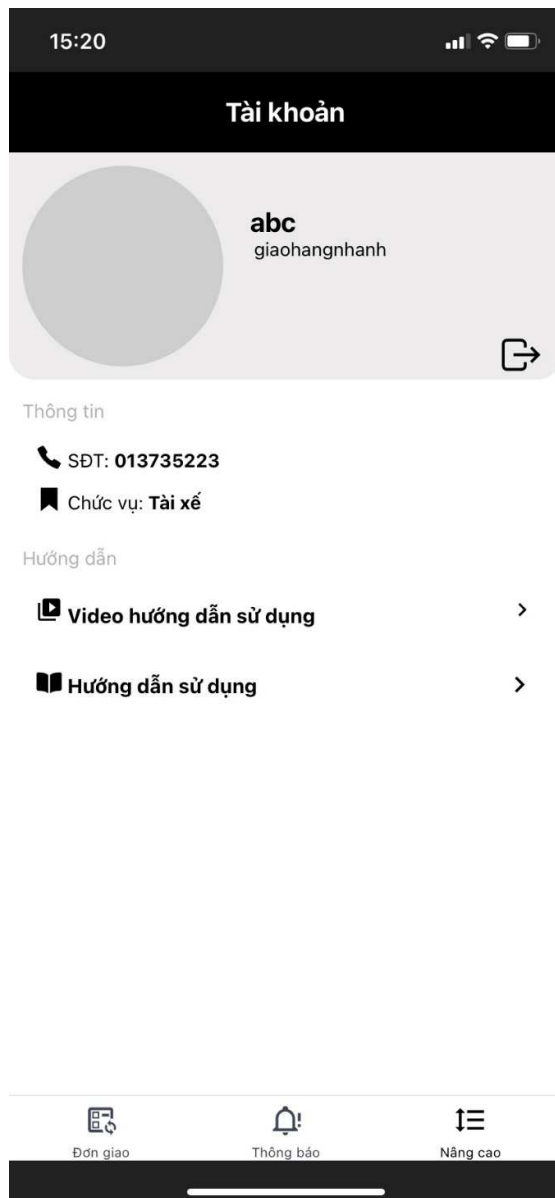 15:20
Tài khoản
abc
giaohangnhanh
Thông tin
SĐT: 013735223
Chức vụ: Tài xế
Hướng dẫn
Video hướng dẫn sử dụng
Hướng dẫn sử dụng
Đơn giao
Thông báo
Nâng cao